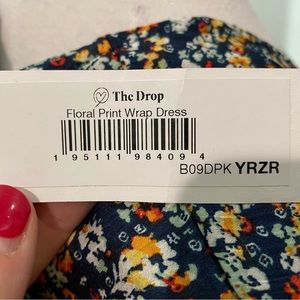 The Drop
Floral Print Wrap Dress
1 95111 98409 4
B09DPK YRZR